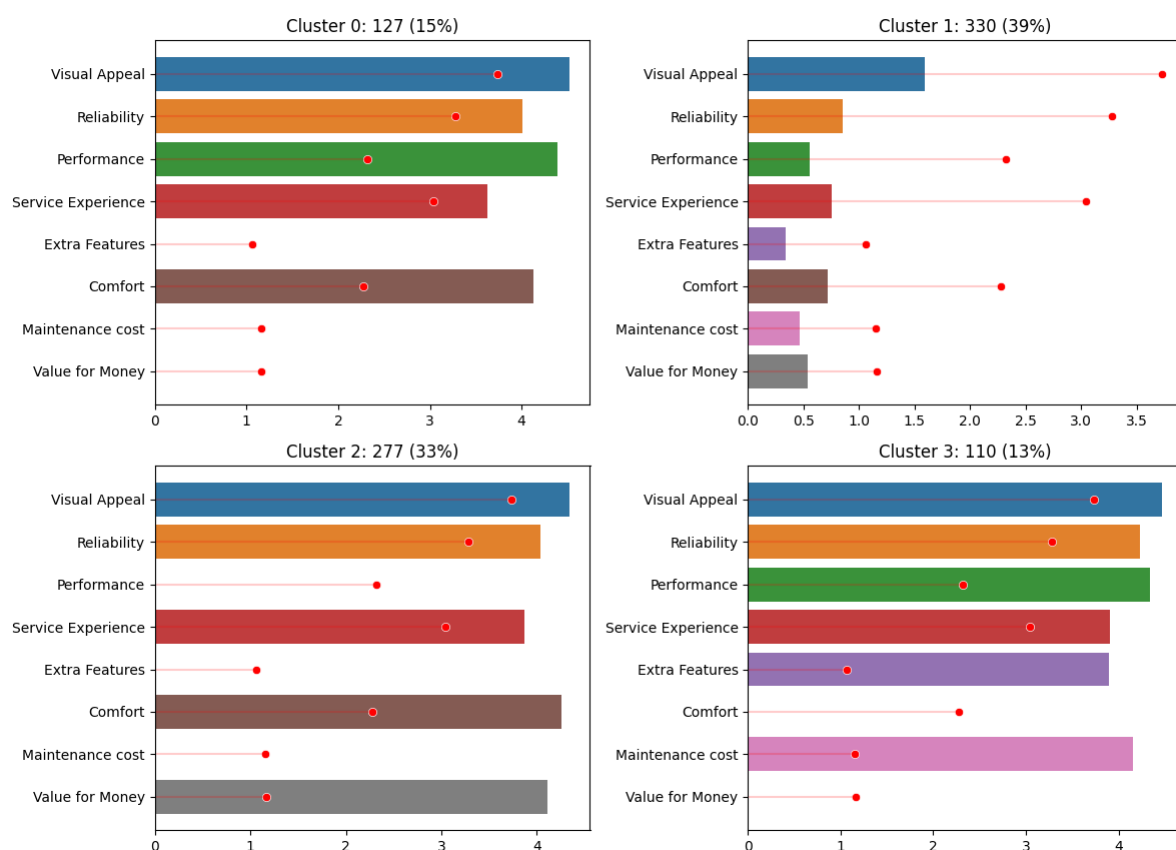 Cluster 0: 127 (15%)
Visual Appeal
Reliability
Performance
Service Experience
Extra Features
Comfort
Maintenance cost
Value for Money
0 1 2 3 4
Cluster 1: 330 (39%)
Visual Appeal
Reliability
Performance
Service Experience
Extra Features
Comfort
Maintenance cost
Value for Money
0.0 0.5 1.0 1.5 2.0 2.5 3.0 3.5
Cluster 2: 277 (33%)
Visual Appeal
Reliability
Performance
Service Experience
Extra Features
Comfort
Maintenance cost
Value for Money
0 1 2 3 4
Cluster 3: 110 (13%)
Visual Appeal
Reliability
Performance
Service Experience
Extra Features
Comfort
Maintenance cost
Value for Money
0 1 2 3 4